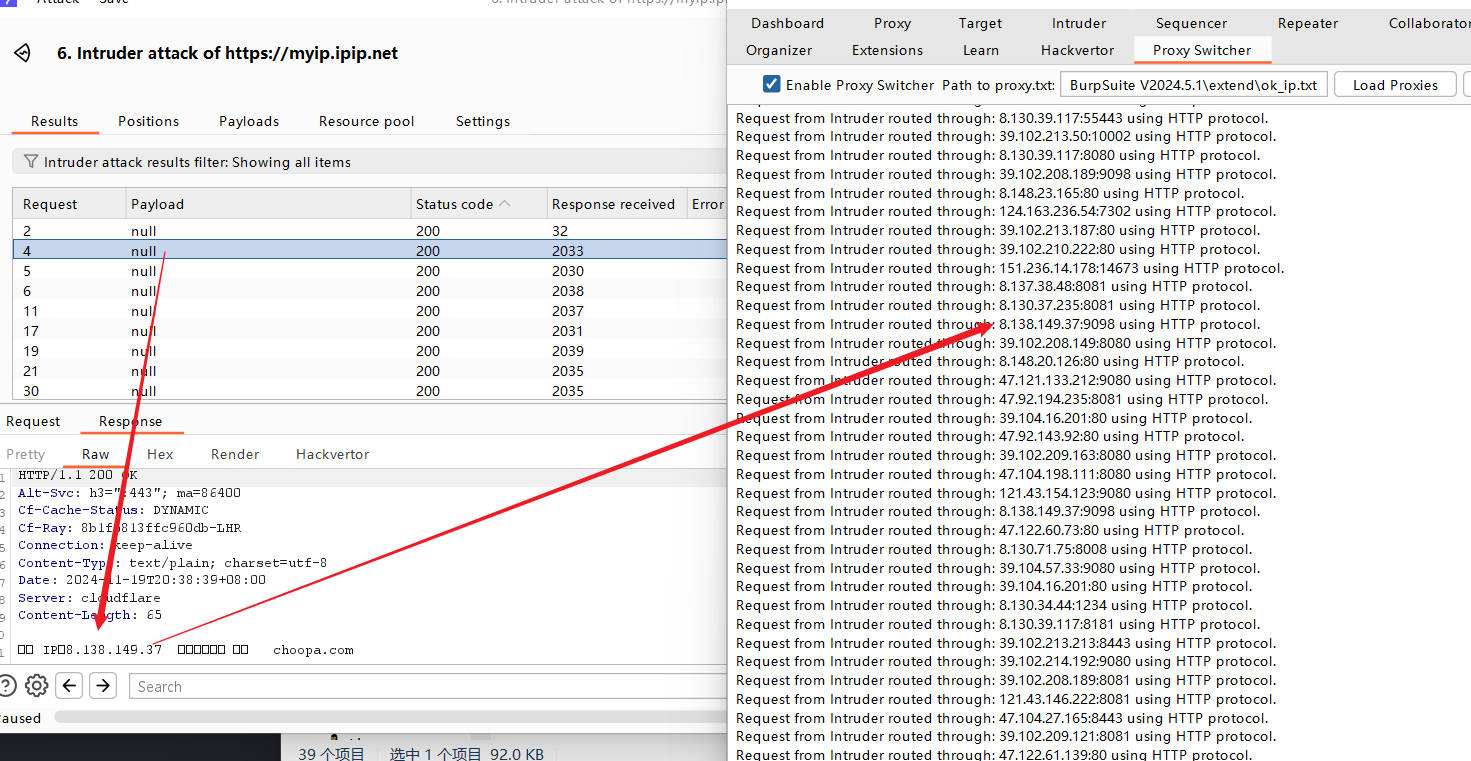 Attack Save
6. Intruder attack of https://myip.ipip.net
Results Positions Payloads Resource pool Settings
Intruder attack results filter: Showing all items
Request Payload Status code Response received Error
2 null 200 32
4 null 200 2033
5 null 200 2030
6 null 200 2038
11 null 200 2037
17 null 200 2031
19 null 200 2039
21 null 200 2035
30 null 200 2035
Request Response
Pretty Raw Hex Render Hackvertor
HTTP/1.1 200 OK
Alt-Svc: h3=":443"; ma=86400
Cf-Cache-Status: DYNAMIC
Cf-Ray: 8b1f6813ffc960db-LHR
Connection: keep-alive
Content-Type: text/plain; charset=utf-8
Date: 2024-11-19T20:38:39+08:00
Server: cloudflare
Content-Length: 65
IP 8.138.149.37 choopa.com
Search
39 个项目 选中 1 个项目 92.0 KB
Dashboard Proxy Target Intruder Sequencer Repeater Collaborator
Organizer Extensions Learn Hackvertor Proxy Switcher
Enable Proxy Switcher Path to proxy.txt: BurpSuite V2024.5.1\extend\ok_ip.txt Load Proxies
Request from Intruder routed through: 8.130.39.117:55443 using HTTP protocol.
Request from Intruder routed through: 39.102.213.50:10002 using HTTP protocol.
Request from Intruder routed through: 8.130.39.117:8080 using HTTP protocol.
Request from Intruder routed through: 39.102.208.189:9098 using HTTP protocol.
Request from Intruder routed through: 8.148.23.165:80 using HTTP protocol.
Request from Intruder routed through: 124.163.236.54:7302 using HTTP protocol.
Request from Intruder routed through: 39.102.213.187:80 using HTTP protocol.
Request from Intruder routed through: 39.102.210.222:80 using HTTP protocol.
Request from Intruder routed through: 151.236.14.178:14673 using HTTP protocol.
Request from Intruder routed through: 8.137.38.48:8081 using HTTP protocol.
Request from Intruder routed through: 8.130.37.235:8081 using HTTP protocol.
Request from Intruder routed through: 8.138.149.37:9098 using HTTP protocol.
Request from Intruder routed through: 39.102.208.149:8080 using HTTP protocol.
Request from Intruder routed through: 8.148.20.126:80 using HTTP protocol.
Request from Intruder routed through: 47.121.133.212:9080 using HTTP protocol.
Request from Intruder routed through: 47.92.194.235:8081 using HTTP protocol.
Request from Intruder routed through: 39.104.16.201:80 using HTTP protocol.
Request from Intruder routed through: 47.92.143.92:80 using HTTP protocol.
Request from Intruder routed through: 39.102.209.163:8080 using HTTP protocol.
Request from Intruder routed through: 47.104.198.111:8080 using HTTP protocol.
Request from Intruder routed through: 121.43.154.123:9080 using HTTP protocol.
Request from Intruder routed through: 8.138.149.37:9098 using HTTP protocol.
Request from Intruder routed through: 47.122.60.73:80 using HTTP protocol.
Request from Intruder routed through: 8.130.71.75:8008 using HTTP protocol.
Request from Intruder routed through: 39.104.57.33:9080 using HTTP protocol.
Request from Intruder routed through: 39.104.16.201:80 using HTTP protocol.
Request from Intruder routed through: 8.130.34.44:1234 using HTTP protocol.
Request from Intruder routed through: 8.130.39.117:8181 using HTTP protocol.
Request from Intruder routed through: 39.102.213.213:8443 using HTTP protocol.
Request from Intruder routed through: 39.102.214.192:9080 using HTTP protocol.
Request from Intruder routed through: 39.102.208.189:8081 using HTTP protocol.
Request from Intruder routed through: 121.43.146.222:8081 using HTTP protocol.
Request from Intruder routed through: 47.104.27.165:8443 using HTTP protocol.
Request from Intruder routed through: 39.102.209.121:8081 using HTTP protocol.
Request from Intruder routed through: 47.122.61.139:80 using HTTP protocol.